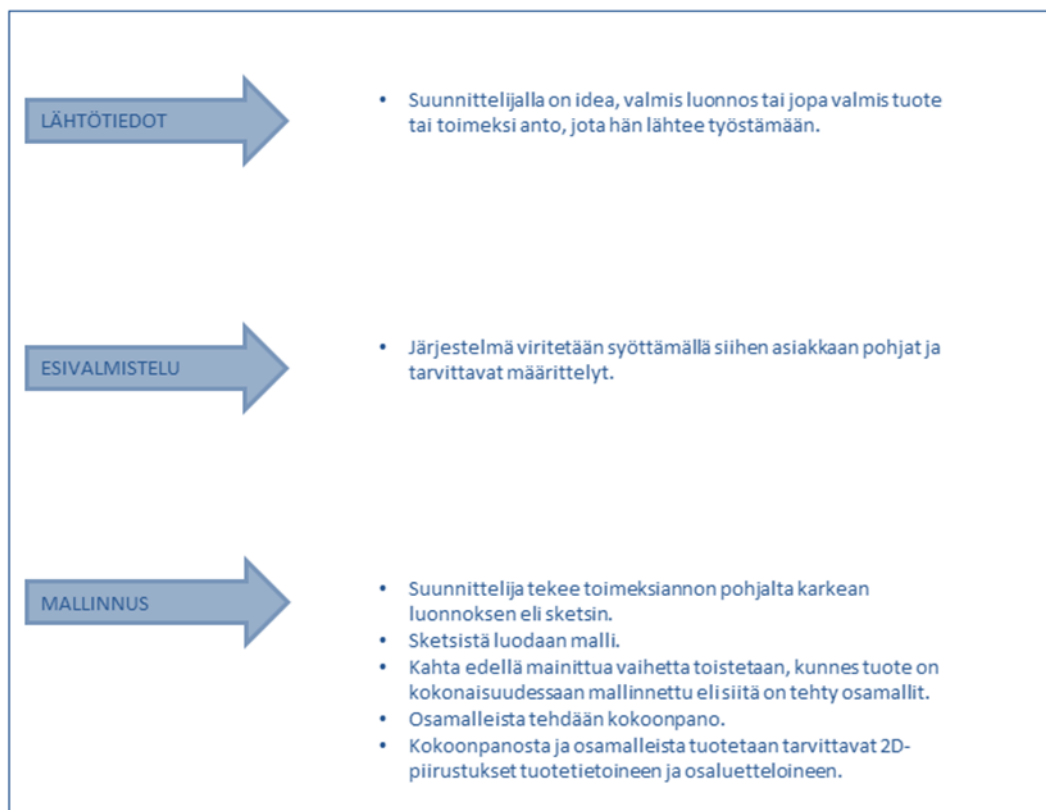 LÄHTÖTIEDOT
• Suunnittelijalla on idea, valmis luonnos tai jopa valmis tuote
tai toimeksi anto, jota hän lähtee työstämään.
ESIVALMISTELU
• Järjestelmä viritetään syöttämällä siihen asiakkaan pohjat ja
tarvittavat määrittelyt.
MALLINNUS
• Suunnittelija tekee toimeksiannon pohjalta karkean
luonnoksen eli sketsin.
• Sketsistä luodaan malli.
• Kahta edellä mainittua vaihetta toistetaan, kunnes tuote on
kokonaisuudessaan mallinnettu eli siitä on tehty osamallit.
• Osamalleista tehdään kokoonpano.
• Kokoonpanosta ja osamalleista tuotetaan tarvittavat 2D-
piirustukset tuotetietoineen ja osaluetteloineen.